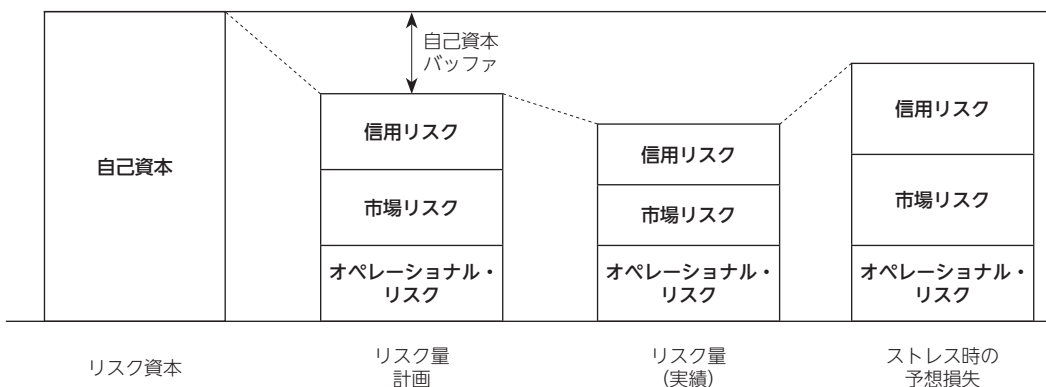 自己資本
バッファ
自己資本
信用リスク
市場リスク
オペレーショナル・
リスク
信用リスク
市場リスク
オペレーショナル・
リスク
信用リスク
市場リスク
オペレーショナル・
リスク
リスク資本
リスク量
計画
リスク量
(実績)
ストレス時の
予想損失